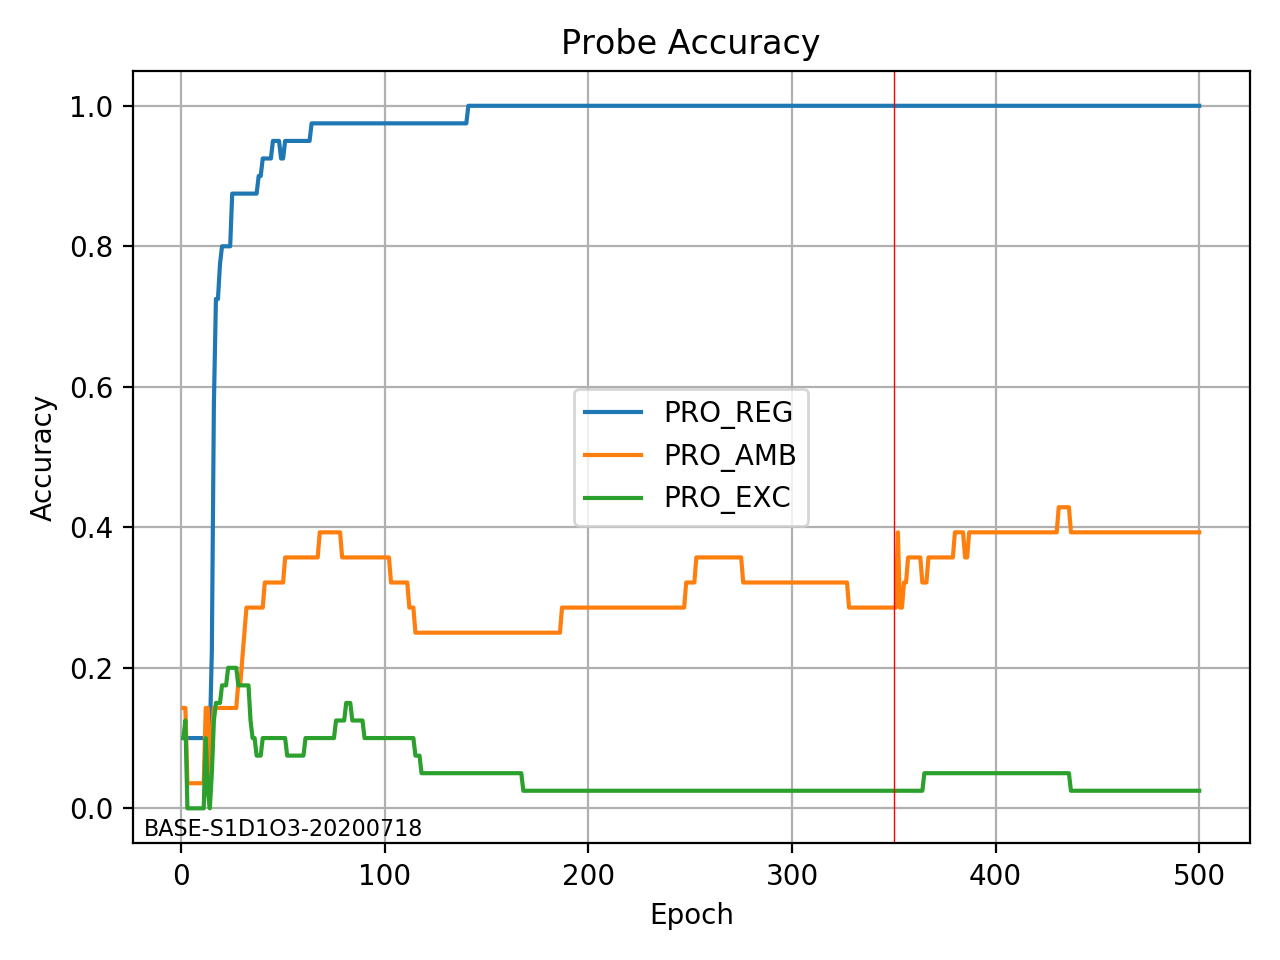 Probe Accuracy
1.0
0.8
0.6
0.4
0.2
0.0
Accuracy
PRO_REG
PRO_AMB
PRO_EXC
BASE-S1D1O3-20200718
0 100 200 300 400 500
Epoch